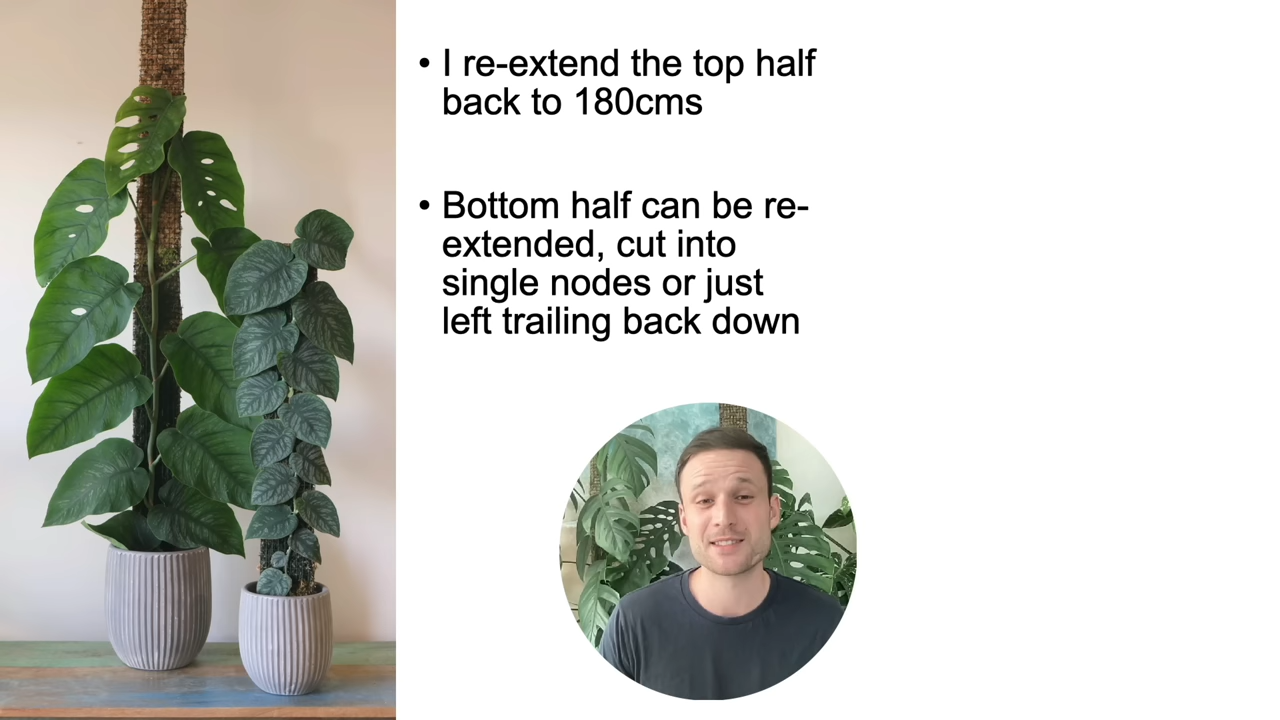 • I re-extend the top half
back to 180cms
• Bottom half can be re-
extended, cut into
single nodes or just
left trailing back down